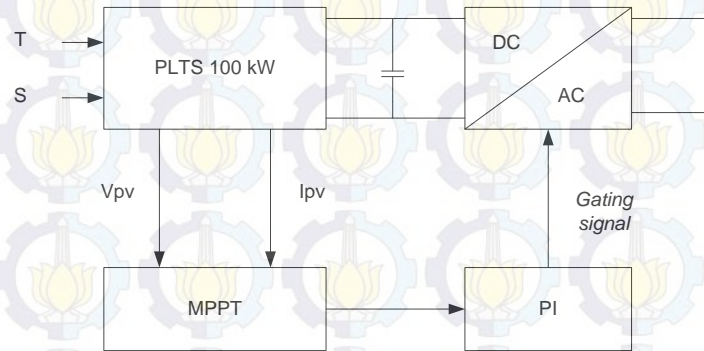 T
PLTS 100 kW
DC
S
AC
Vpv
Ipv
Gating
signal
MPPT
PI